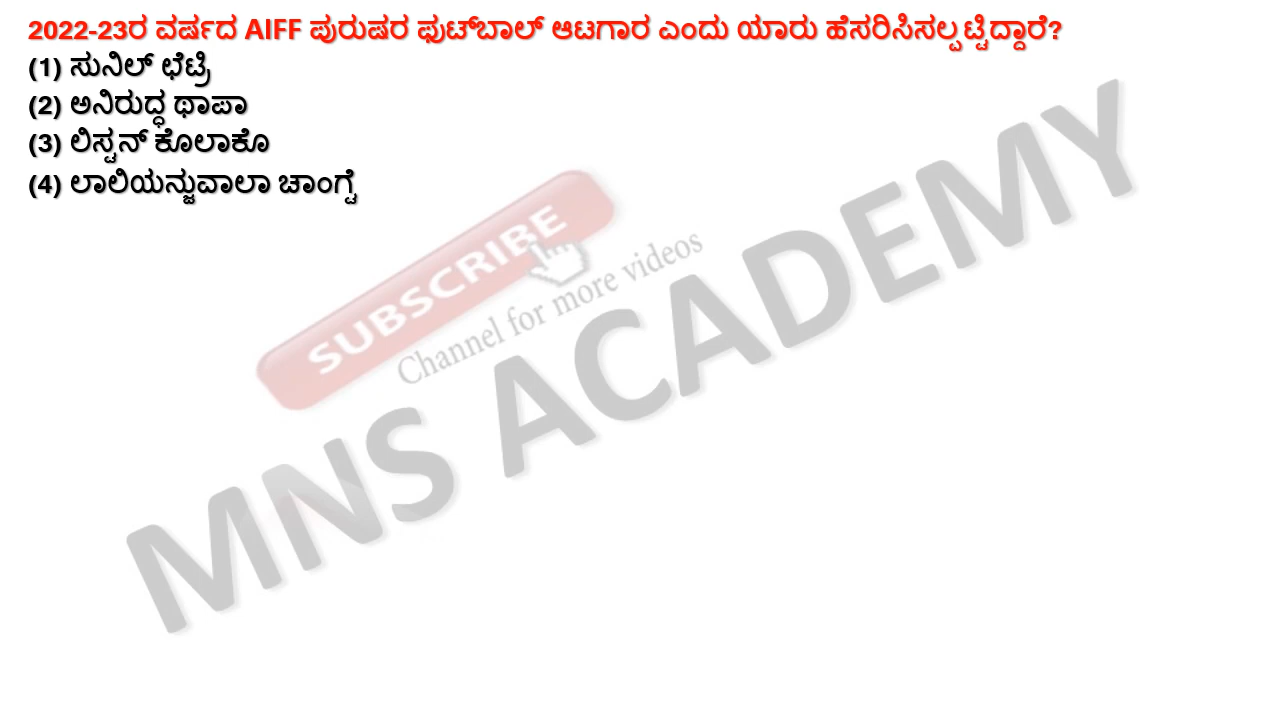 2022-23ರ ವರ್ಷದ AIFF ಪುರುಷರ ಫುಟ್‌ಬಾಲ್ ಆಟಗಾರ ಎಂದು ಯಾರು ಹೆಸರಿಸಿಸಲ್ಪಟ್ಟಿದ್ದಾರೆ?
(1) ಸುನಿಲ್ ಛೆಟ್ರಿ
(2) ಅನಿರುದ್ಧ ಥಾಪಾ
(3) ಲಿಸ್ಟನ್ ಕೊಲಾಕೊ
(4) ಲಾಲಿಯನ್ಜುವಾಲಾ ಚಾಂಗ್ಟೆ
SUBSCRIBE
Channel for more videos
MNS ACADEMY